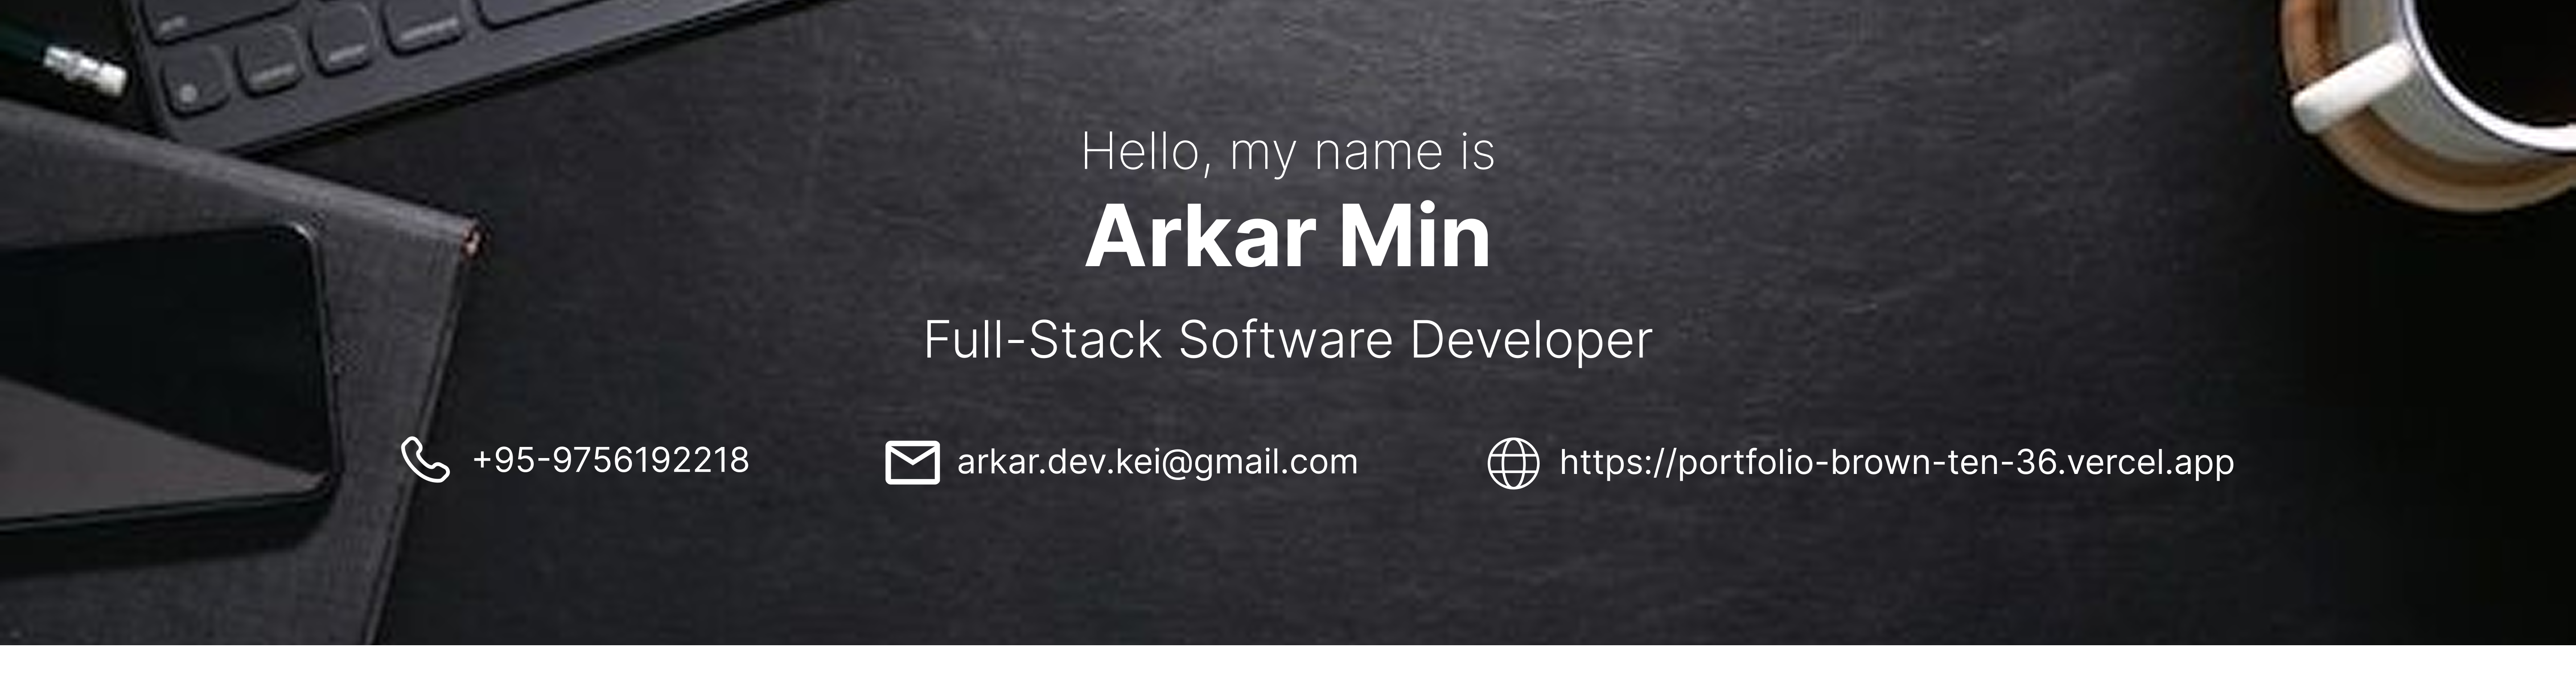 Hello, my name is
Arkar Min
Full-Stack Software Developer
+95-9756192218
arkar.dev.kei@gmail.com
https://portfolio-brown-ten-36.vercel.app